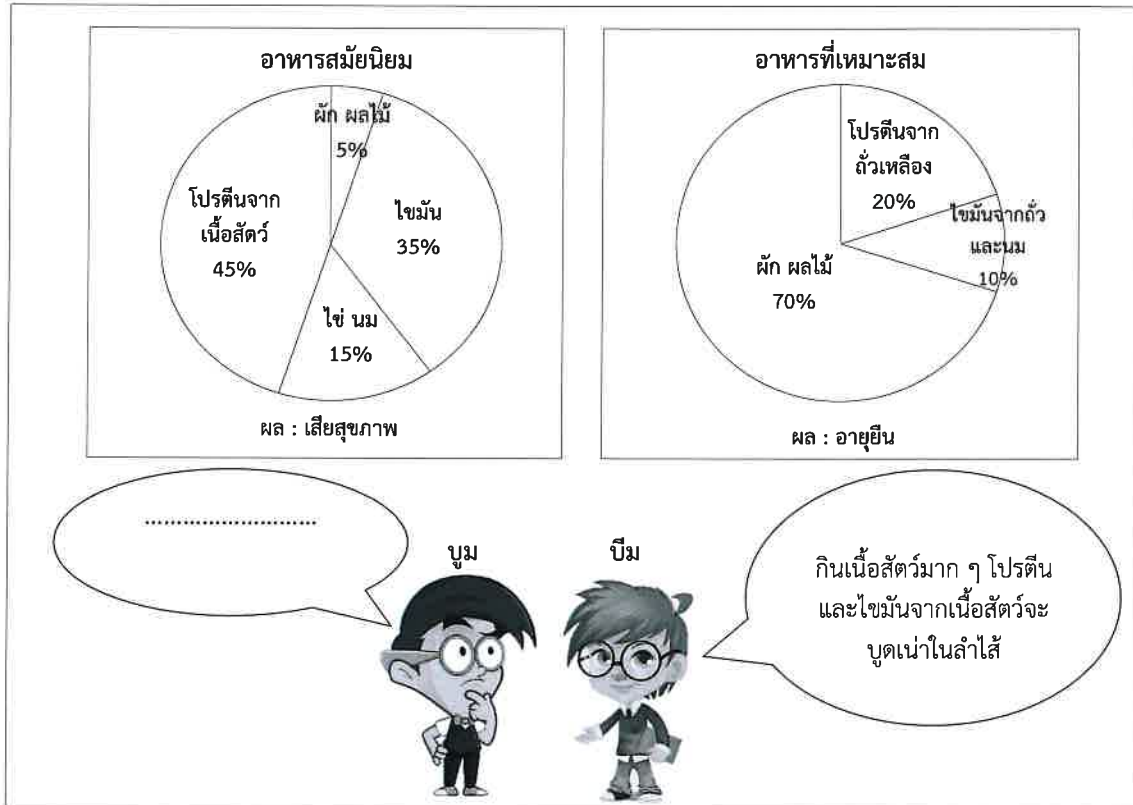 อาหารสมัยนิยม
ผัก ผลไม้
5%
ไขมัน
35%
ไข่ นม
15%
โปรตีนจาก
เนื้อสัตว์
45%
ผล : เสียสุขภาพ
อาหารที่เหมาะสม
โปรตีนจาก
ถั่วเหลือง
20%
ไขมันจากถั่ว
และนม
10%
ผัก ผลไม้
70%
ผล : อายุยืน
............................
บูม
บีม
กินเนื้อสัตว์มาก ๆ โปรตีน
และไขมันจากเนื้อสัตว์จะ
บูดเน่าในลำไส้